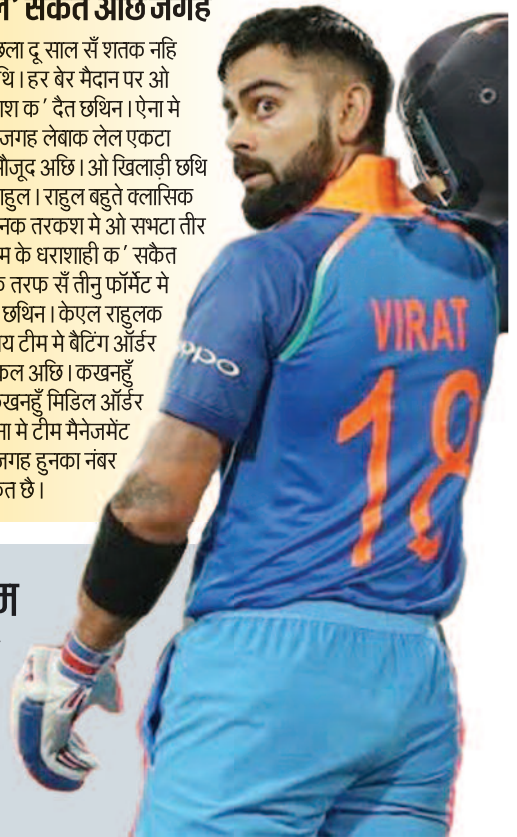 सकैत अछि जगह
छला दू साल सँ शतक नहि
थि । हर बेर मैदान पर ओ
ाश क' दैत छथिन । ऐना मे
जगह लेबाक लेल एकटा
मौजूद अछि । ओ खिलाड़ी छथि
ाहुल । राहुल बहुते क्लासिक
नक तरकश मे ओ सभटा तीर
म के धराशाही क' सकैत
क तरफ सँ तीनु फॉर्मेट मे
छथिन । केएल राहुलक
य टीम मे बैटिंग ऑर्डर
कल अछि । कखनहुँ
कखनहुँ मिडिल ऑर्डर
ना मे टीम मैनेजमेंट
जगह हुनका नंबर
त छै ।
म
oppo
VIRAT
18